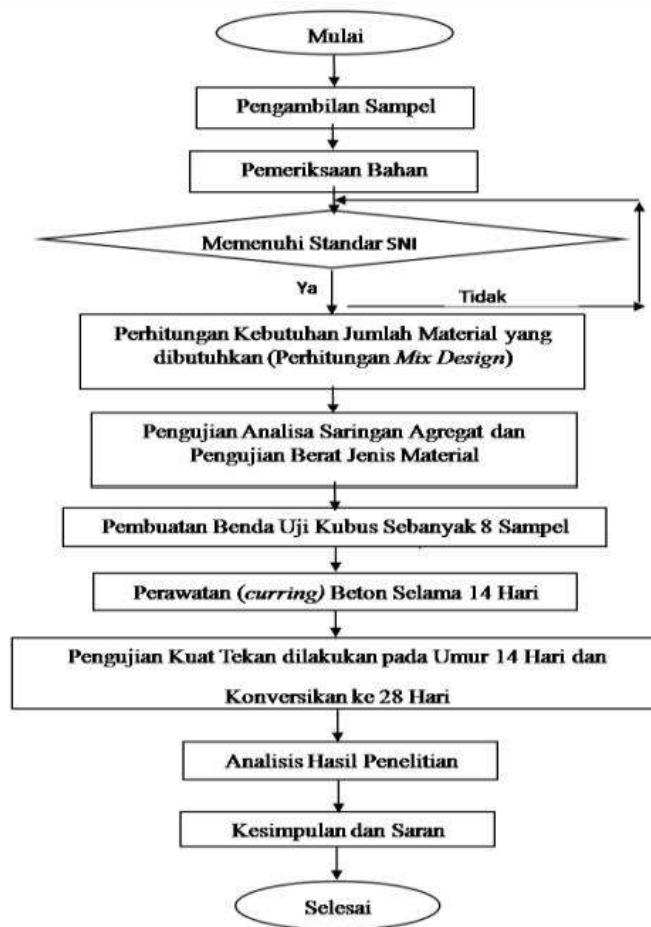 Mulai
Pengambilan Sampel
Pemeriksaan Bahan
Memenuhi Standar SNI
Ya
Tidak
Perhitungan Kebutuhan Jumlah Material yang
dibutuhkan (Perhitungan Mix Design)
Pengujian Analisa Saringan Agregat dan
Pengujian Berat Jenis Material
Pembuatan Benda Uji Kubus Sebanyak 8 Sampel
Perawatan (curring) Beton Selama 14 Hari
Pengujian Kuat Tekan dilakukan pada Umur 14 Hari dan
Konversikan ke 28 Hari
Analisis Hasil Penelitian
Kesimpulan dan Saran
Selesai